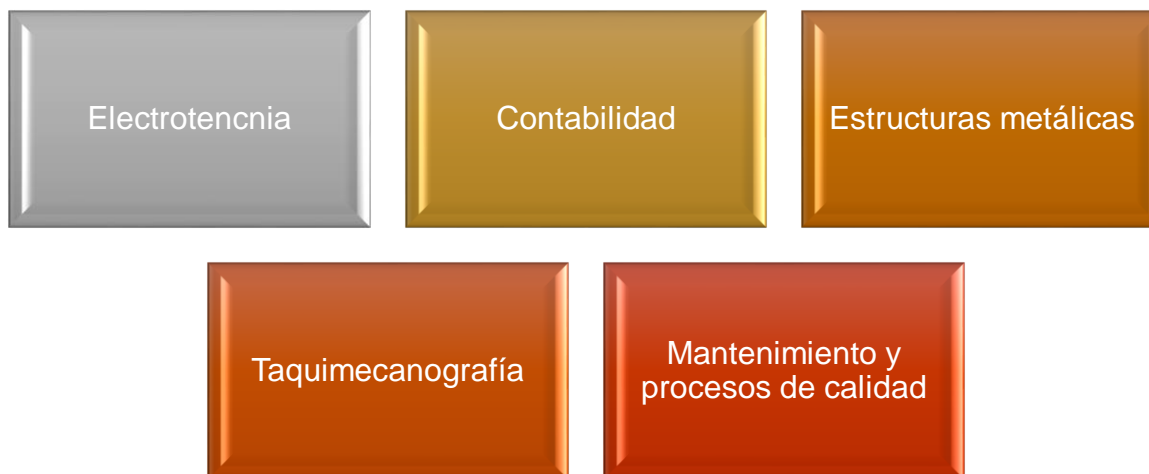 Electrotencnia
Contabilidad
Estructuras metálicas
Taquimecanografía
Mantenimiento y
procesos de calidad